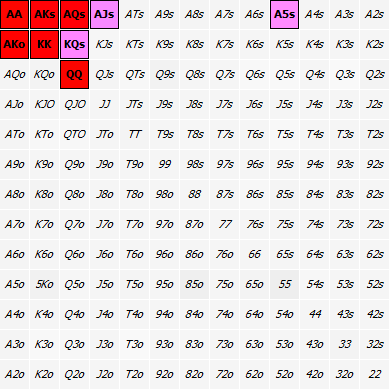 AA AKs AQs AJs ATs A9s A8s A7s A6s A5s A4s A3s A2s
AKo KK KQs KJs KTs K9s K8s K7s K6s K5s K4s K3s K2s
AQo KQo QQ QJs QTs Q9s Q8s Q7s Q6s Q5s Q4s Q3s Q2s
AJo KJO QJO JJ JTs J9s J8s J7s J6s J5s J4s J3s J2s
ATo KTo QTO JTo TT T9s T8s T7s T6s T5s T4s T3s T2s
A9o K9o Q9o J9o T9o 99 98s 97s 96s 95s 94s 93s 92s
A8o K8o Q8o J8o T8o 98o 88 87s 86s 85s 84s 83s 82s
A7o K7o Q7o J7o T7o 97o 87o 77 76s 75s 74s 73s 72s
A6o K6o Q6o J6o T6o 96o 86o 76o 66 65s 64s 63s 62s
A5o 5Ko Q5o J5o T5o 95o 85o 75o 65o 55 54s 53s 52s
A4o K4o Q4o J4o T4o 94o 84o 74o 64o 54o 44 43s 42s
A3o K3o Q3o J3o T3o 93o 83o 73o 63o 53o 43o 33 32s
A2o K2o Q2o J2o T2o 92o 82o 72o 62o 52o 42o 32o 22